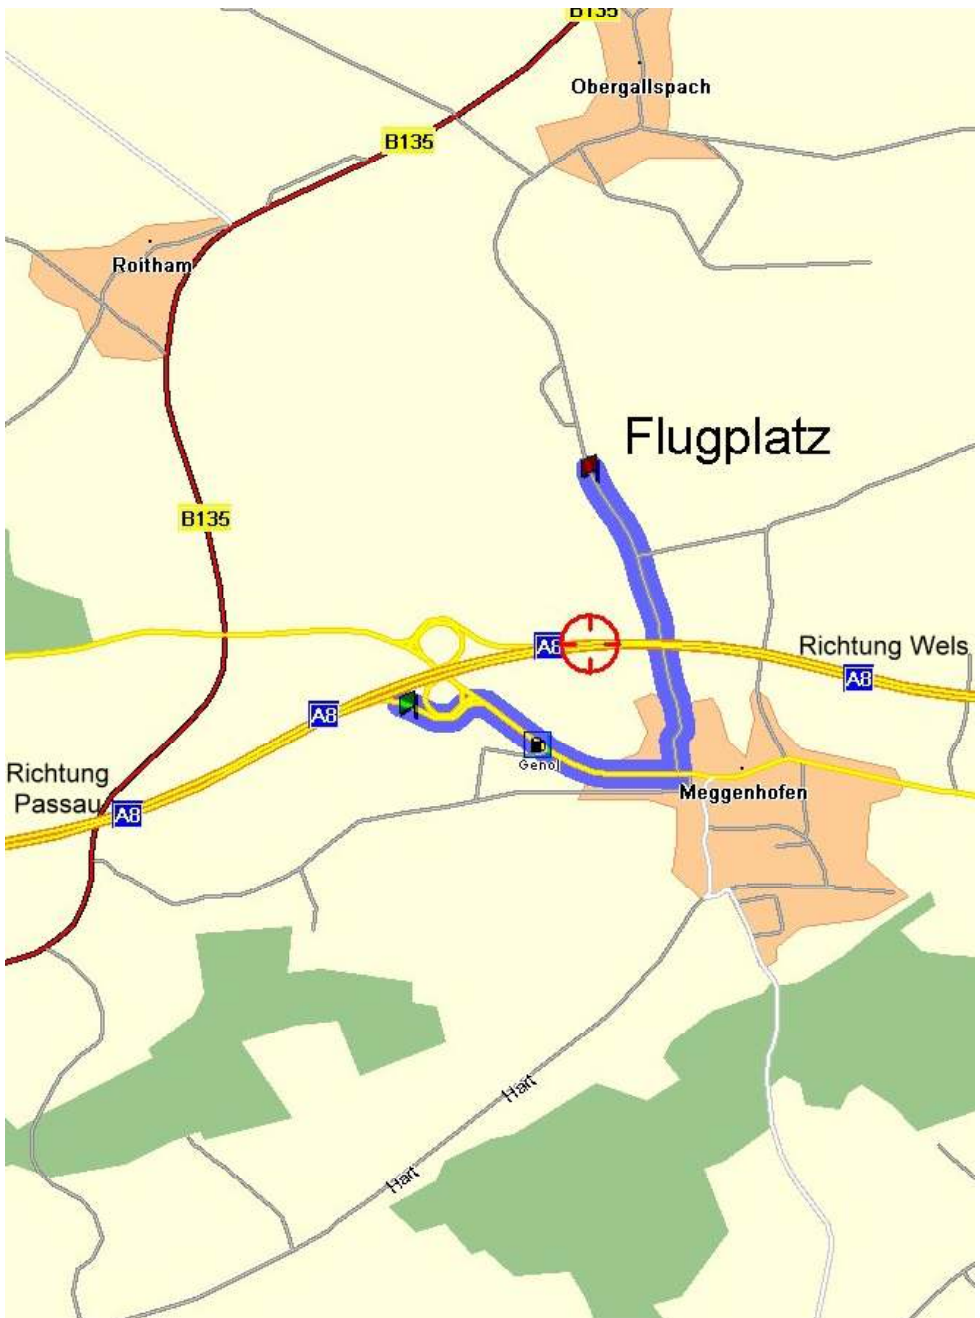 B135
Obergallspach
B135
Roitham
Flugplatz
B135
A8
Richtung Wels
A8
A8
Richtung
Passau
A8
Genol
Meggenhofen
Hart
Hart